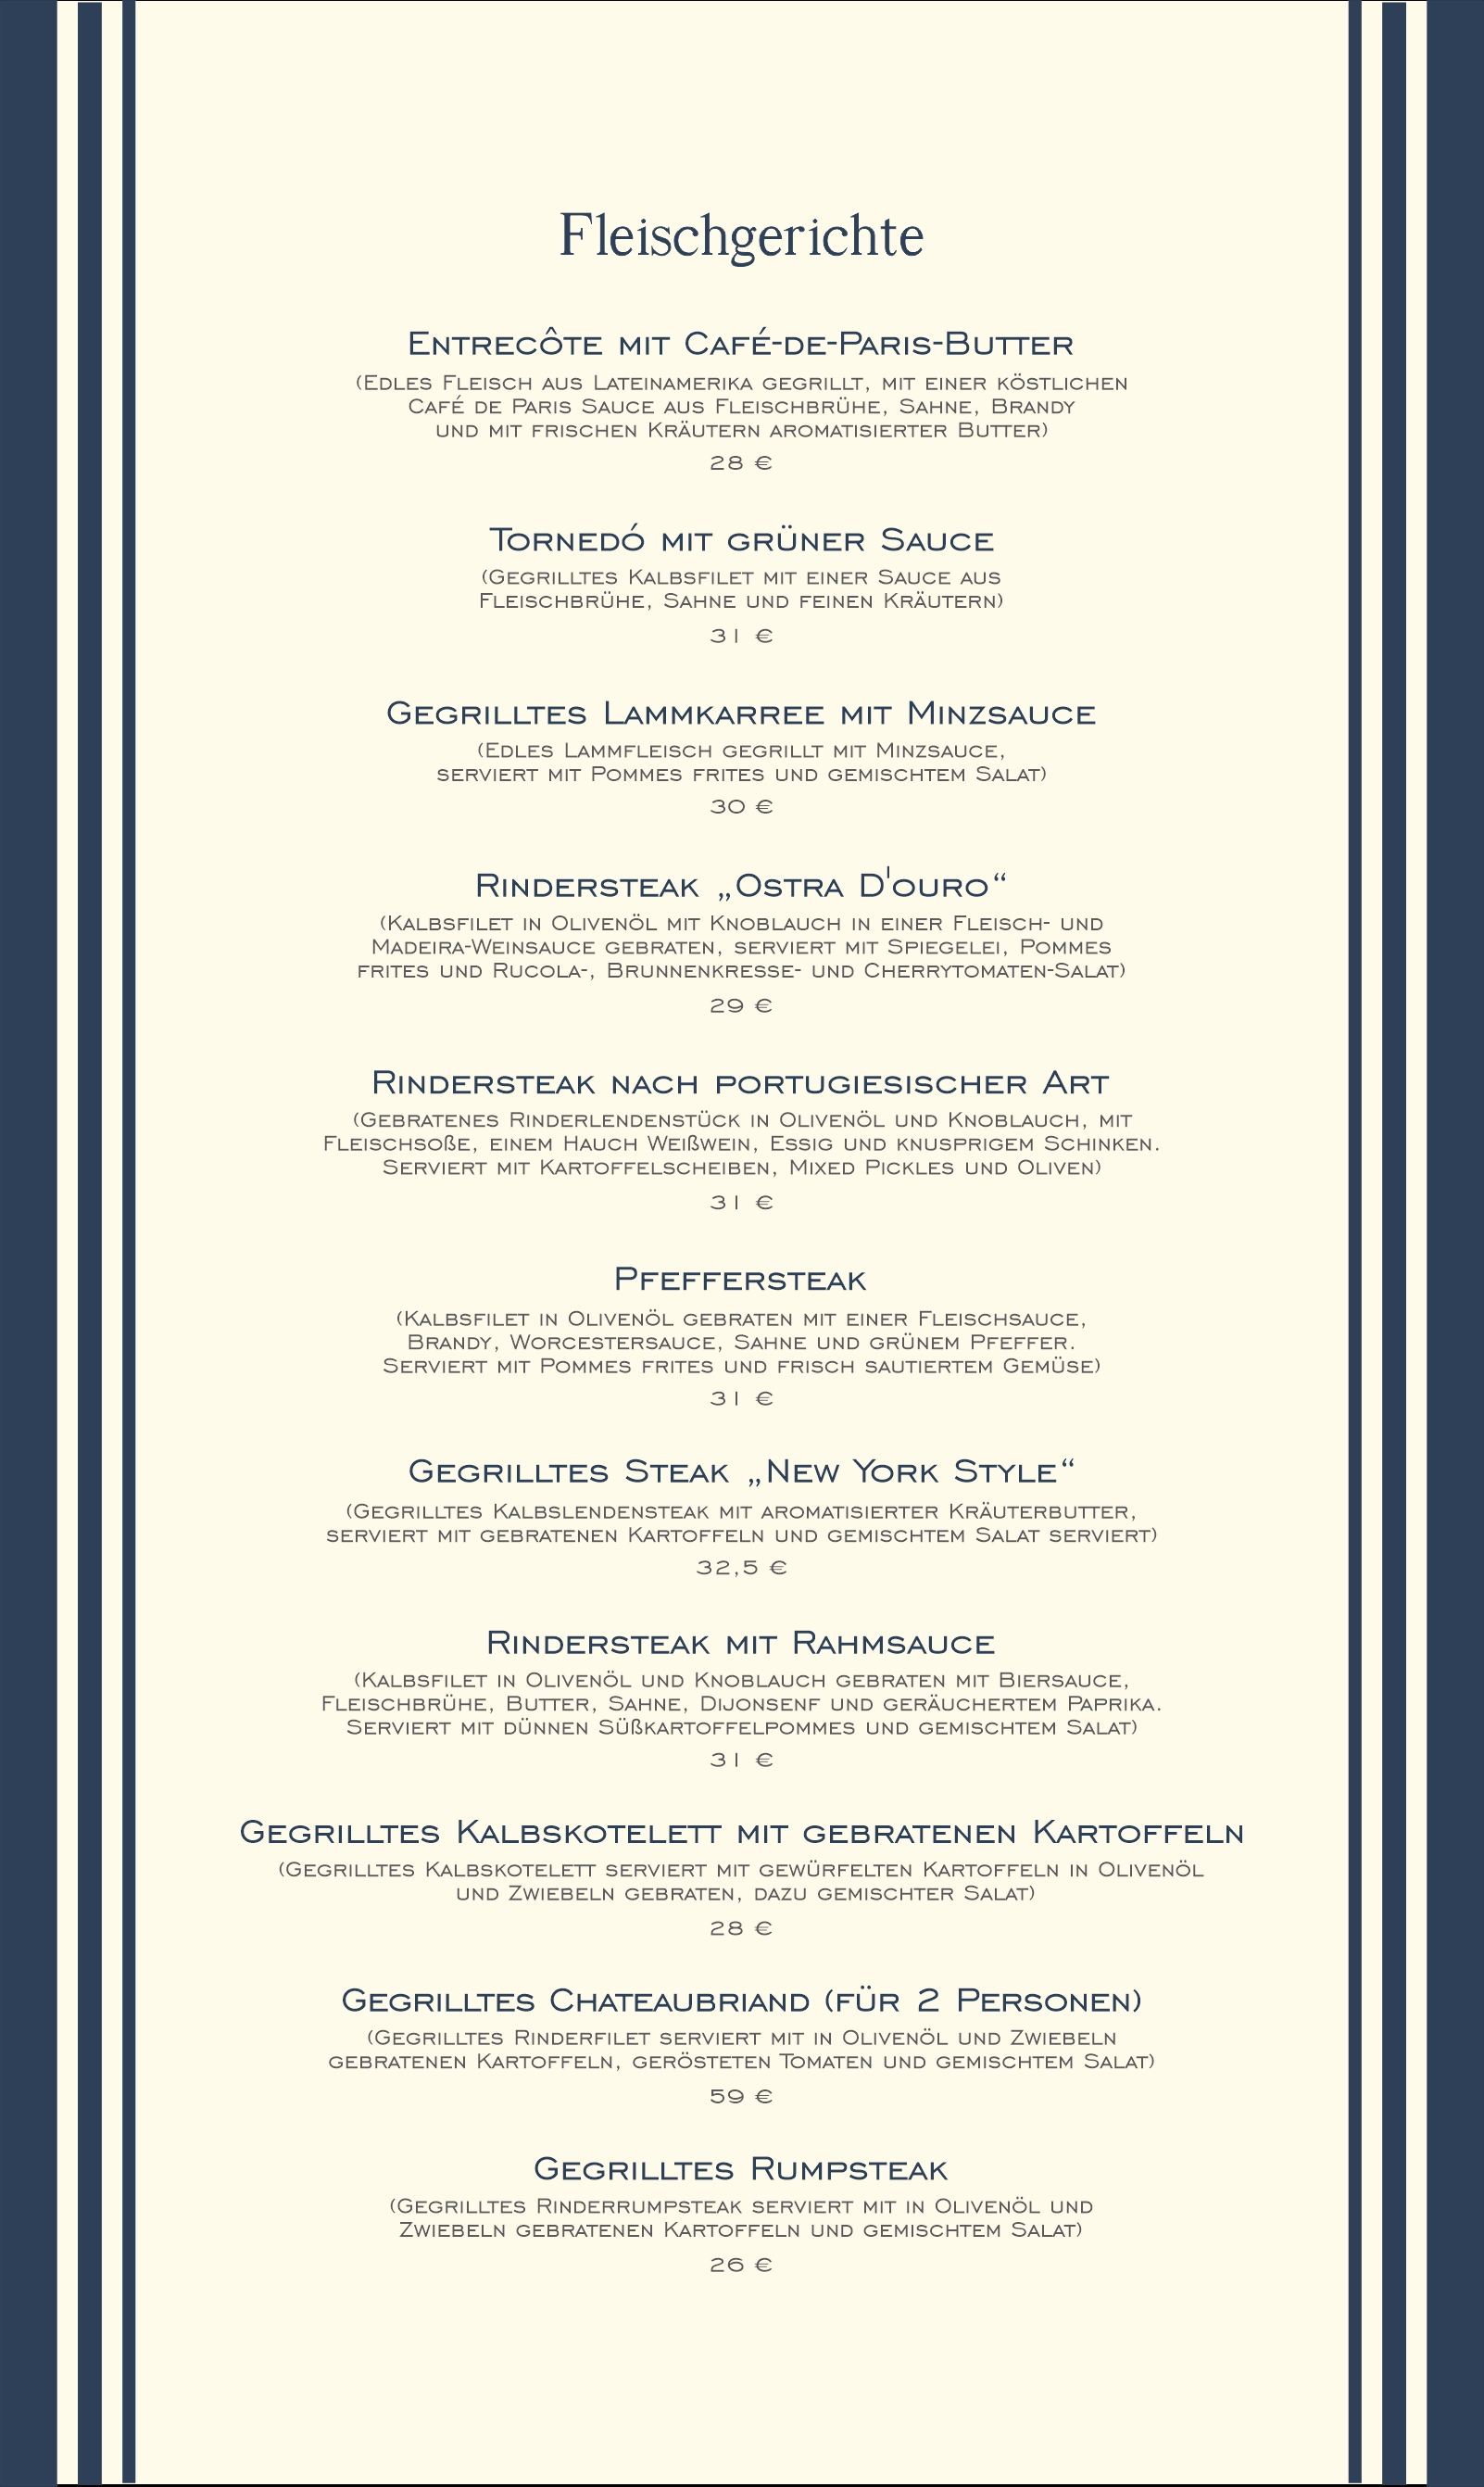 Fleischgerichte
Entrecôte mit Café-de-Paris-Butter
(Edles Fleisch aus Lateinamerika gegrillt, mit einer köstlichen
Café de Paris Sauce aus Fleischbrühe, Sahne, Brandy
und mit frischen Kräutern aromatisierter Butter)
28 €
Tornedó mit grüner Sauce
(Gegrilltes Kalbsfilet mit einer Sauce aus
Fleischbrühe, Sahne und feinen Kräutern)
31 €
Gegrilltes Lammkarree mit Minzsauce
(Edles Lammfleisch gegrillt mit Minzsauce,
serviert mit Pommes frites und gemischtem Salat)
30 €
Rindersteak „Ostra D'ouro“
(Kalbsfilet in Olivenöl mit Knoblauch in einer Fleisch- und
Madeira-Weinsauce gebraten, serviert mit Spiegelei, Pommes
frites und Rucola-, Brunnenkresse- und Cherrytomaten-Salat)
29 €
Rindersteak nach portugiesischer Art
(Gebratenes Rinderlendenstück in Olivenöl und Knoblauch, mit
Fleischsoße, einem Hauch Weißwein, Essig und knusprigem Schinken.
Serviert mit Kartoffelscheiben, Mixed Pickles und Oliven)
31 €
Pfeffersteak
(Kalbsfilet in Olivenöl gebraten mit einer Fleischsauce,
Brandy, Worcestersauce, Sahne und grünem Pfeffer.
Serviert mit Pommes frites und frisch sautiertem Gemüse)
31 €
Gegrilltes Steak „New York Style“
(Gegrilltes Kalbslendensteak mit aromatisierter Kräuterbutter,
serviert mit gebratenen Kartoffeln und gemischtem Salat serviert)
32,5 €
Rindersteak mit Rahmsauce
(Kalbsfilet in Olivenöl und Knoblauch gebraten mit Biersauce,
Fleischbrühe, Butter, Sahne, Dijonsenf und geräuchertem Paprika.
Serviert mit dünnen Süßkartoffelpommes und gemischtem Salat)
31 €
Gegrilltes Kalbskotelett mit gebratenen Kartoffeln
(Gegrilltes Kalbskotelett serviert mit gewürfelten Kartoffeln in Olivenöl
und Zwiebeln gebraten, dazu gemischter Salat)
28 €
Gegrilltes Chateaubriand (für 2 Personen)
(Gegrilltes Rinderfilet serviert mit in Olivenöl und Zwiebeln
gebratenen Kartoffeln, gerösteten Tomaten und gemischtem Salat)
59 €
Gegrilltes Rumpsteak
(Gegrilltes Rinderrumpsteak serviert mit in Olivenöl und
Zwiebeln gebratenen Kartoffeln und gemischtem Salat)
26 €